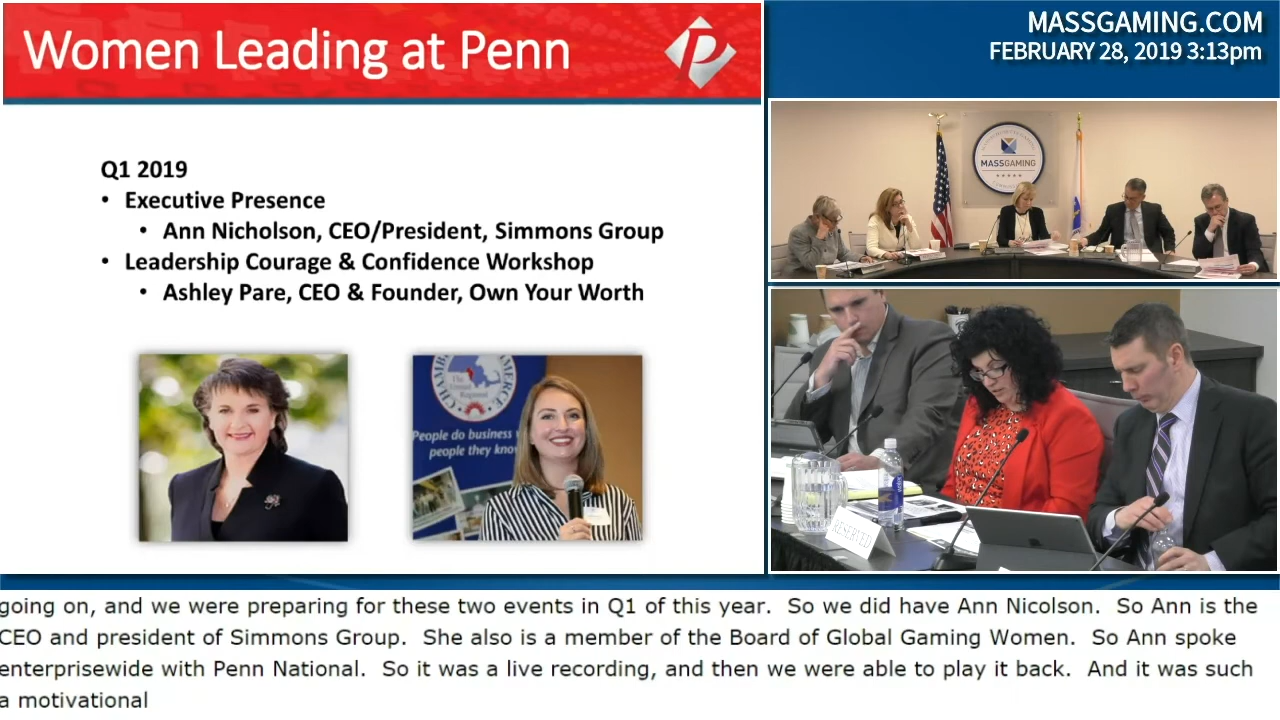 Women Leading at Penn
MASSGAMING.COM
FEBRUARY 28, 2019 3:13pm
Q1 2019
• Executive Presence
• Ann Nicholson, CEO/President, Simmons Group
• Leadership Courage & Confidence Workshop
• Ashley Pare, CEO & Founder, Own Your Worth
MASSGAMING
People do business
people they know
RESERVED
going on, and we were preparing for these two events in Q1 of this year. So we did have Ann Nicolson. So Ann is the
CEO and president of Simmons Group. She also is a member of the Board of Global Gaming Women. So Ann spoke
enterprisewide with Penn National. So it was a live recording, and then we were able to play it back. And it was such
a motivational